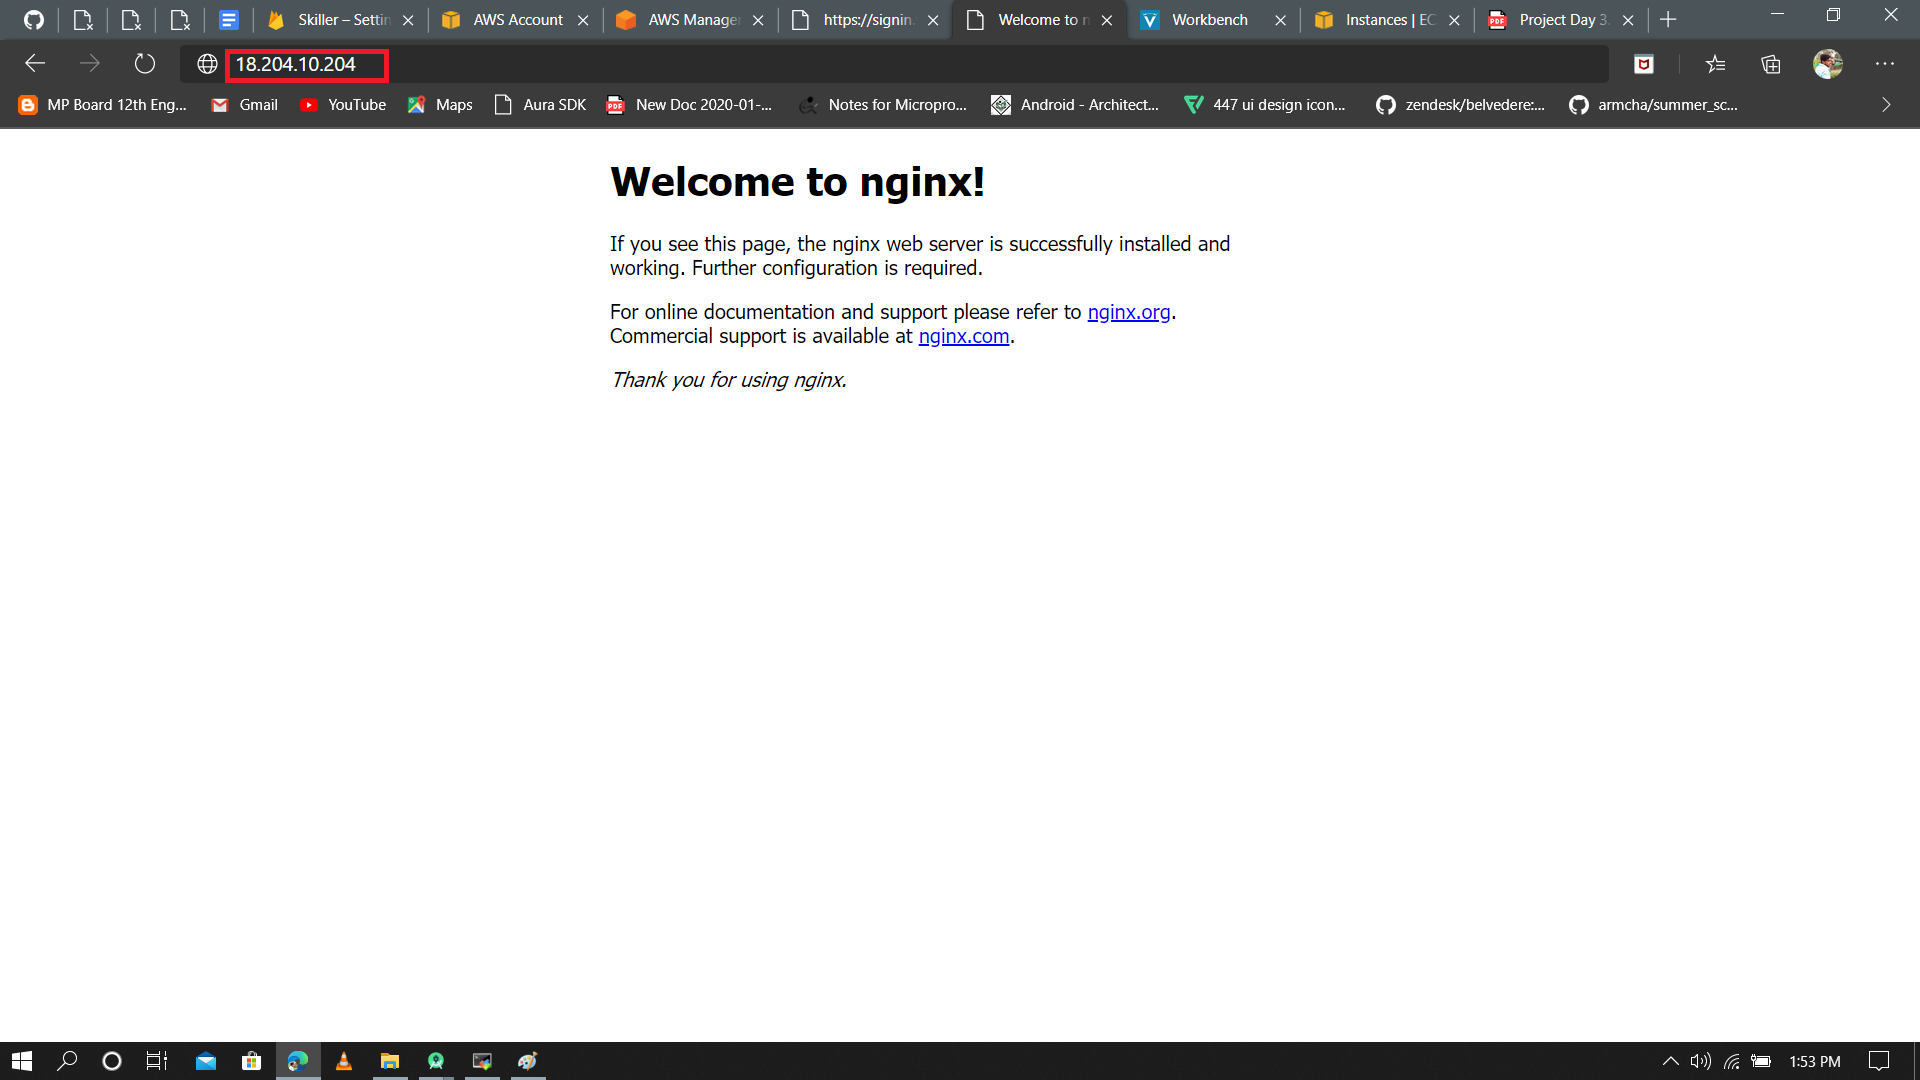 Skiller – Settin
AWS Account
AWS Manage
https://signin.
Welcome to n
Workbench
Instances | EC
Project Day 3.
18.204.10.204
MP Board 12th Eng...
Gmail
YouTube
Maps
Aura SDK
New Doc 2020-01-...
Notes for Micropro...
Android - Architect...
447 ui design icon...
zendesk/belvedere:...
armcha/summer_sc...
Welcome to nginx!
If you see this page, the nginx web server is successfully installed and
working. Further configuration is required.
For online documentation and support please refer to nginx.org.
Commercial support is available at nginx.com.
Thank you for using nginx.
1:53 PM